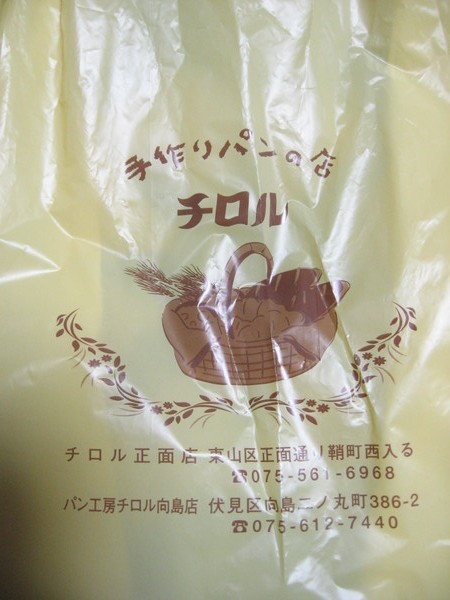 手作りパンの店
チロル
チロル正面店 東山区正面通り鞘町西入る
☎075-561-6968
パン工房チロル向島店 伏見区向島二ノ丸町386-2
☎075-612-7440